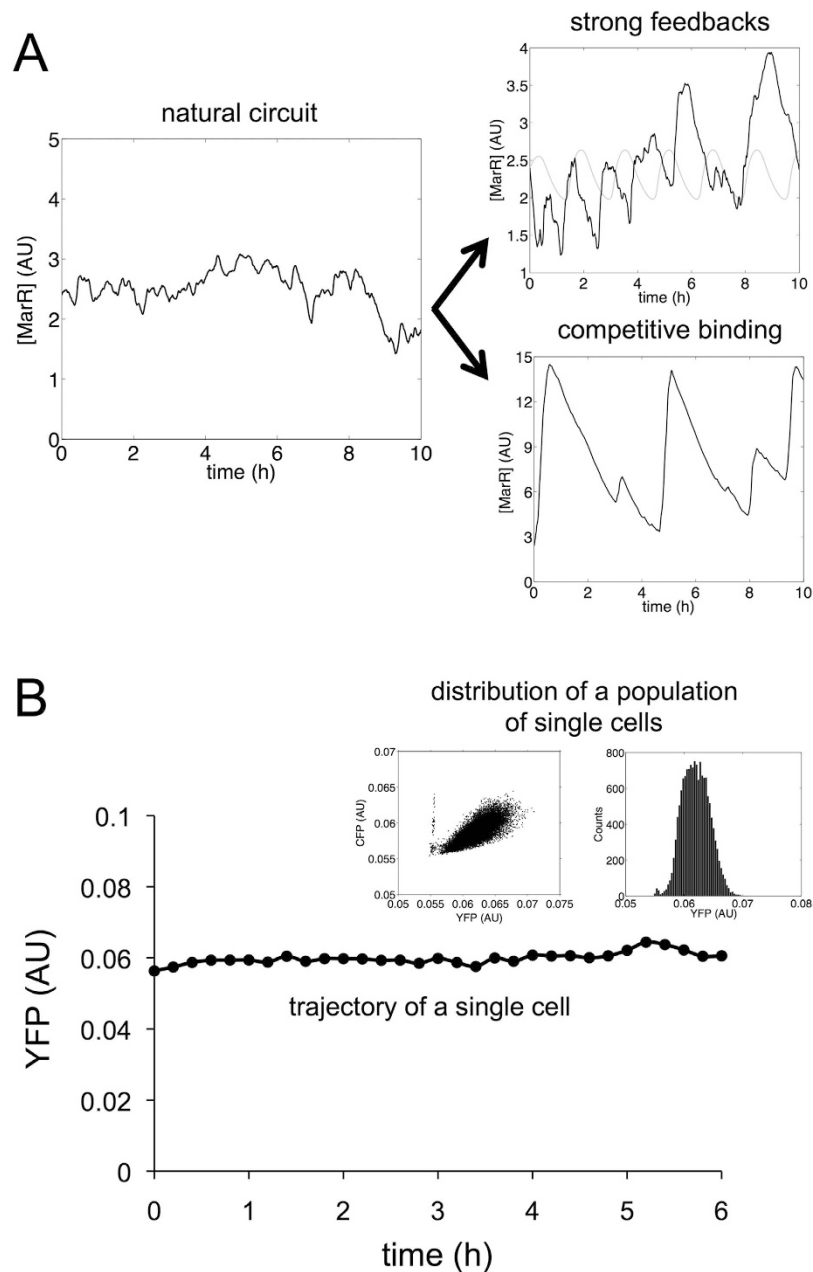 A
natural circuit
5
4
3
2
1
0
[MarR] (AU)
0 2 4 6 8 10
time (h)
strong feedbacks
4
3.5
3
2.5
2
1.5
1
[MarR] (AU)
0 2 4 6 8 10
time (h)
competitive binding
15
12
9
6
3
0
[MarR] (AU)
0 2 4 6 8 10
time (h)
B
distribution of a population
of single cells
0.07
0.065
0.06
0.055
0.05
CFP (AU)
0.05 0.055 0.06 0.065 0.07 0.075
YFP (AU)
800
600
400
200
0
Counts
0.05 0.06 0.07 0.08
YFP (AU)
0.1
0.08
0.06
0.04
0.02
0
YFP (AU)
trajectory of a single cell
0 1 2 3 4 5 6
time (h)